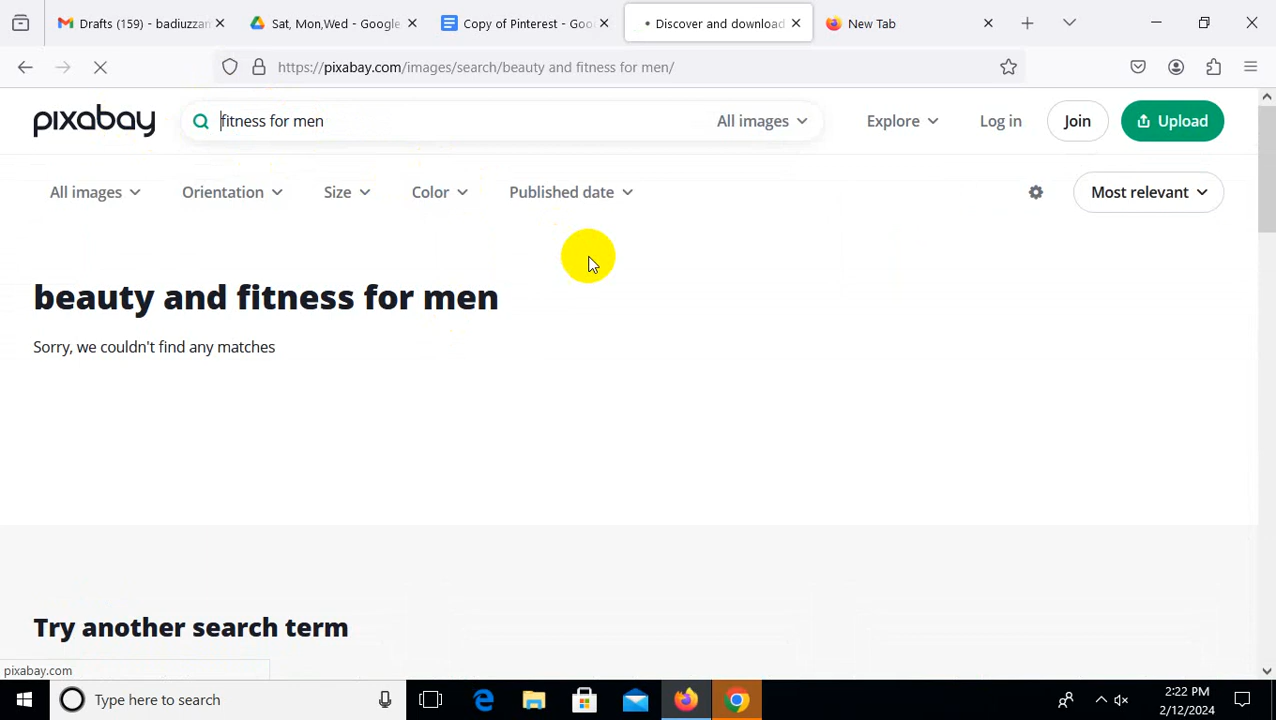 Drafts (159) - badiuzzan
Sat, Mon,Wed - Google
Copy of Pinterest - Goo
Discover and download
New Tab
https://pixabay.com/images/search/beauty and fitness for men/
pixabay
fitness for men
All images
Explore
Log in
Join
Upload
All images
Orientation
Size
Color
Published date
Most relevant
beauty and fitness for men
Sorry, we couldn't find any matches
Try another search term
pixabay.com
Type here to search
2:22 PM
2/12/2024